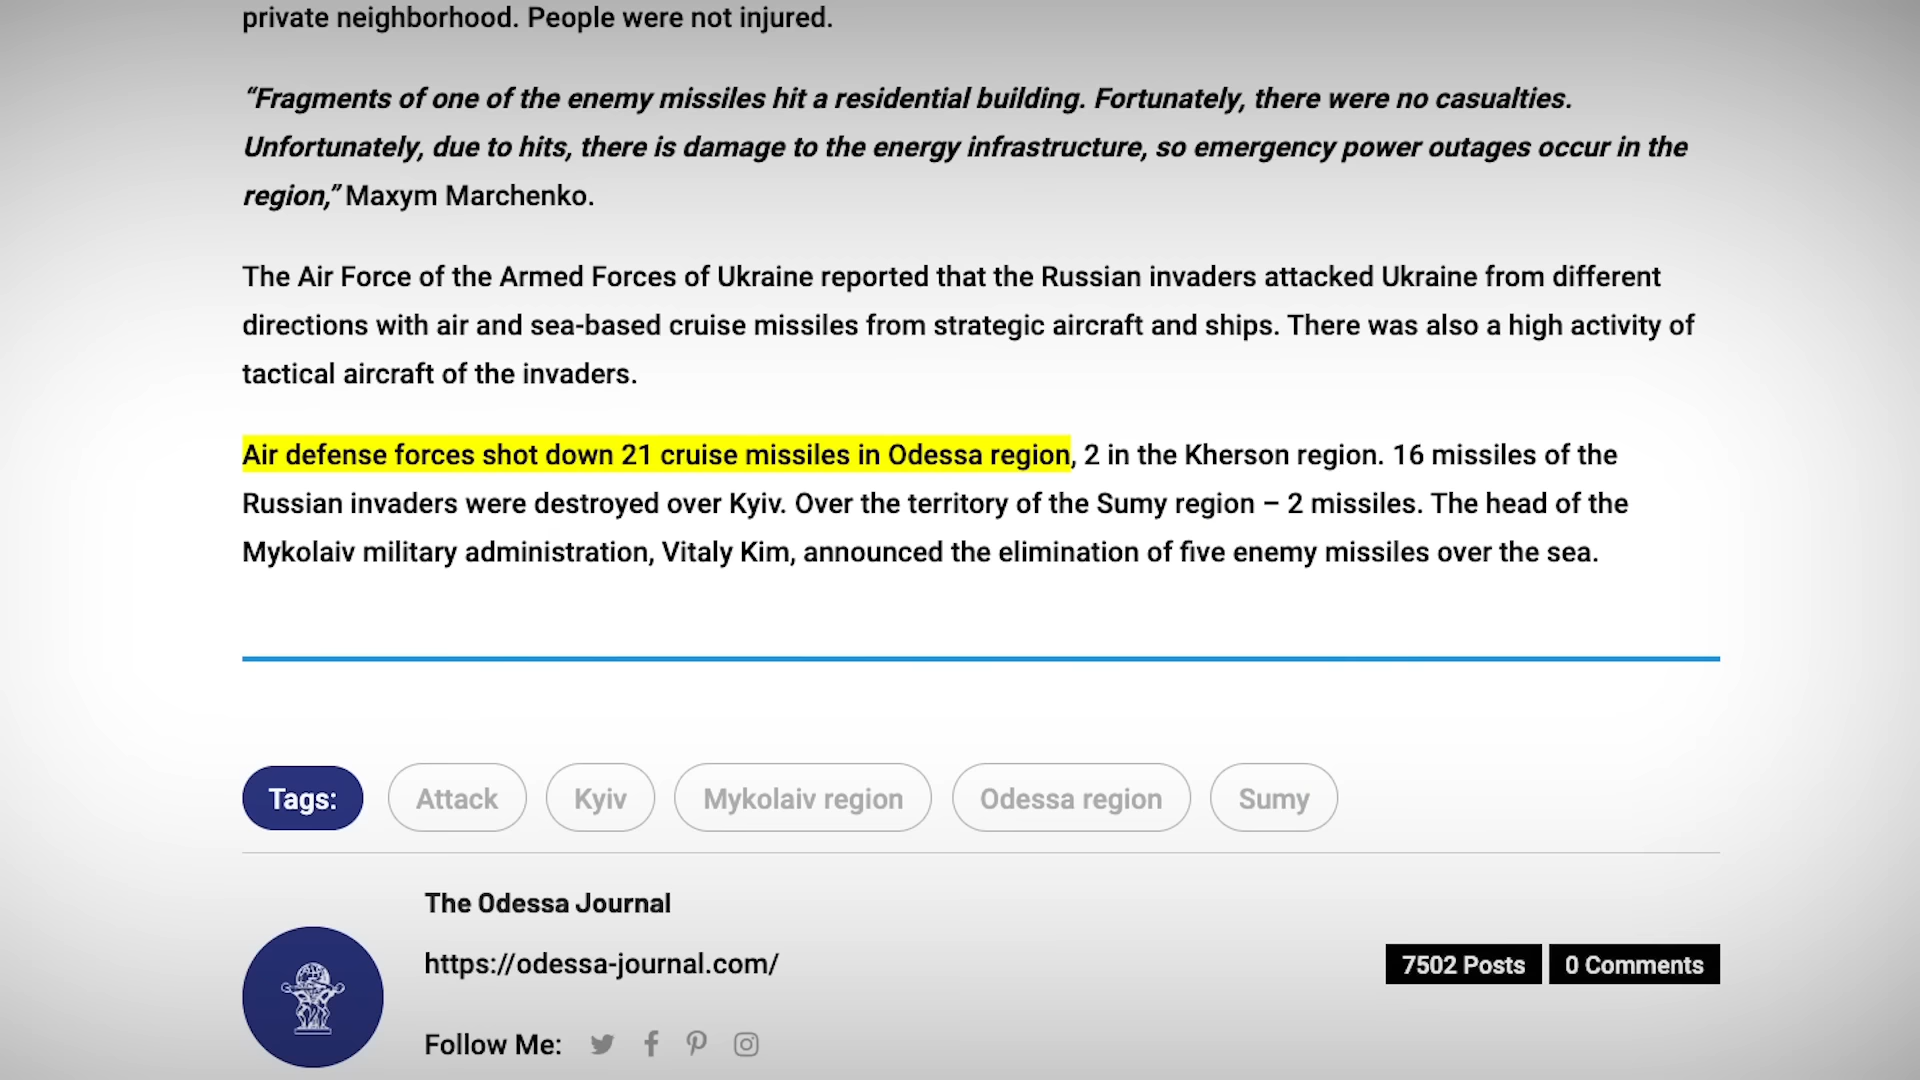 private neighborhood. People were not injured.
“Fragments of one of the enemy missiles hit a residential building. Fortunately, there were no casualties.
Unfortunately, due to hits, there is damage to the energy infrastructure, so emergency power outages occur in the
region,” Maxym Marchenko.
The Air Force of the Armed Forces of Ukraine reported that the Russian invaders attacked Ukraine from different
directions with air and sea-based cruise missiles from strategic aircraft and ships. There was also a high activity of
tactical aircraft of the invaders.
Air defense forces shot down 21 cruise missiles in Odessa region, 2 in the Kherson region. 16 missiles of the
Russian invaders were destroyed over Kyiv. Over the territory of the Sumy region – 2 missiles. The head of the
Mykolaiv military administration, Vitaly Kim, announced the elimination of five enemy missiles over the sea.
Tags: Attack Kyiv Mykolaiv region Odessa region Sumy
The Odessa Journal
https://odessa-journal.com/
7502 Posts 0 Comments
Follow Me: